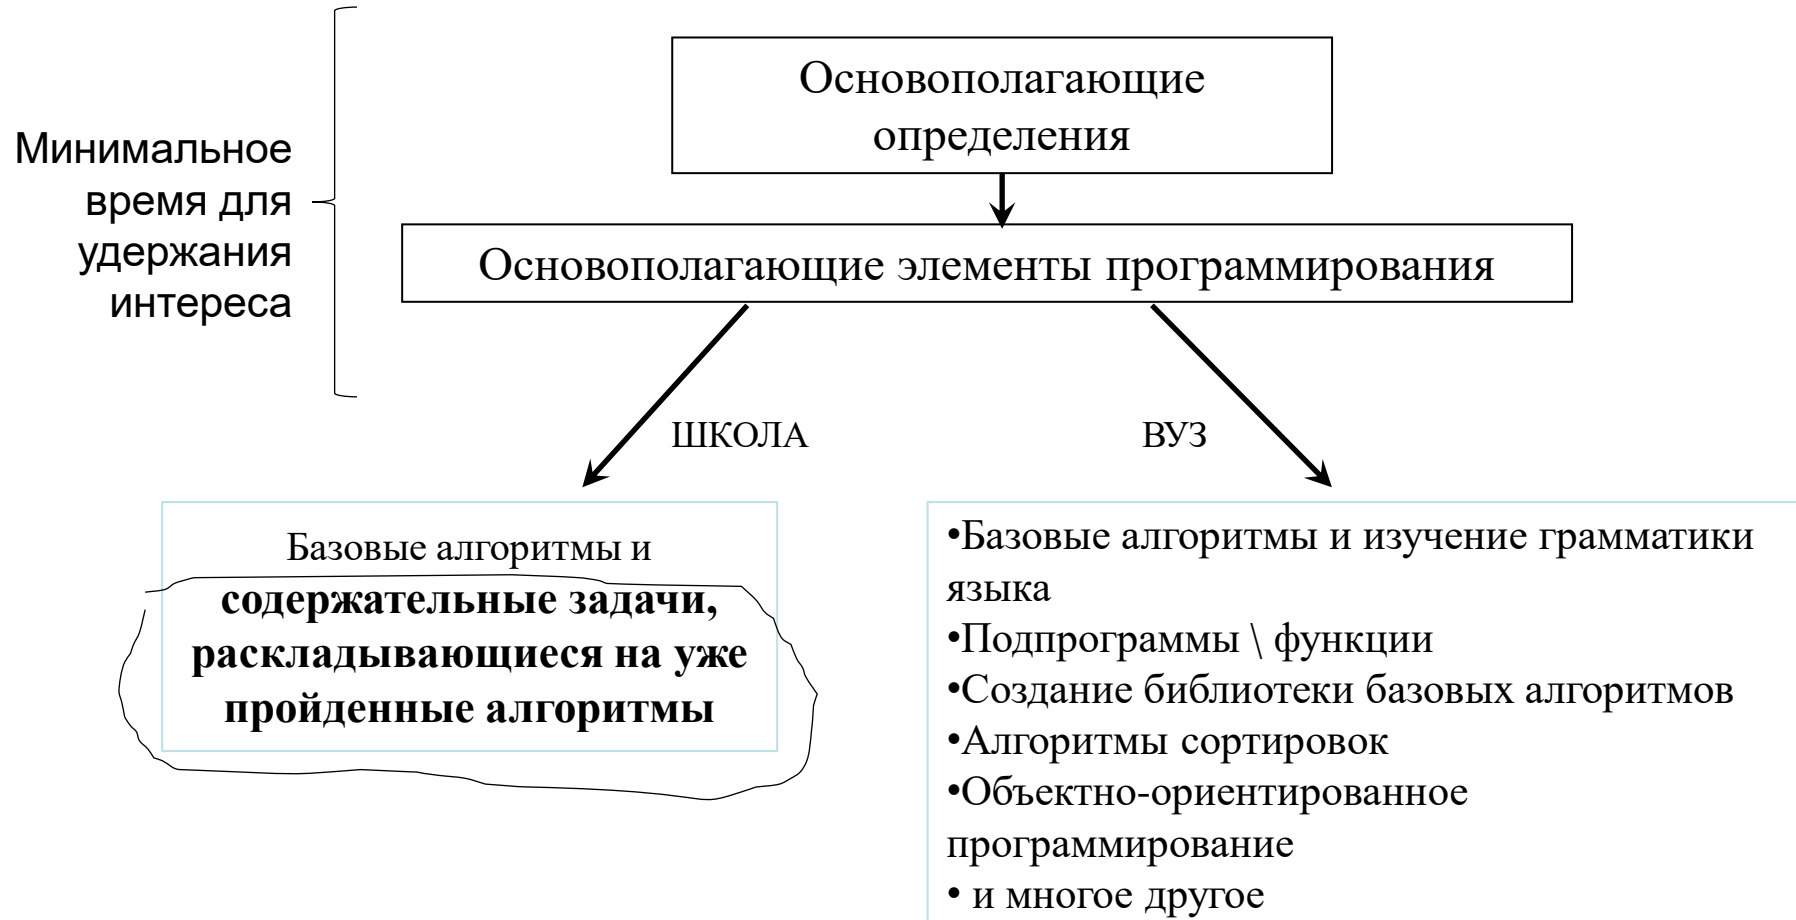 Основополагающие
определения
Минимальное
время для
удержания
интереса
Основополагающие элементы программирования
ШКОЛА
ВУЗ
Базовые алгоритмы и
содержательные задачи,
раскладывающиеся на уже
пройденные алгоритмы
•Базовые алгоритмы и изучение грамматики
языка
•Подпрограммы \ функции
•Создание библиотеки базовых алгоритмов
•Алгоритмы сортировок
•Объектно-ориентированное
программирование
• и многое другое